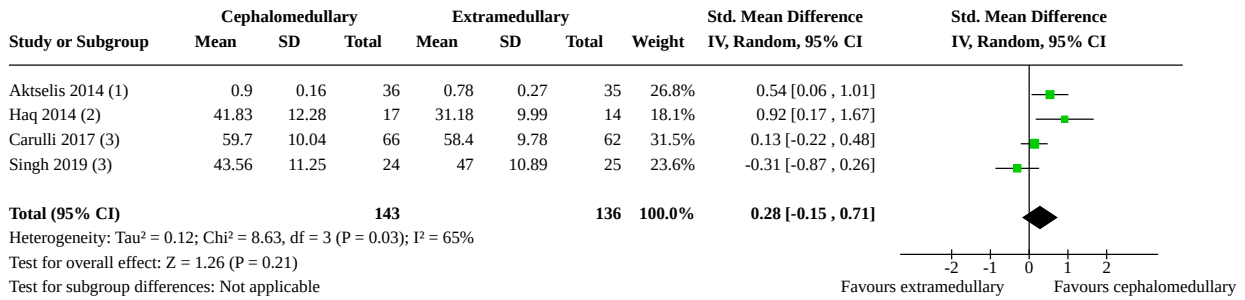 Cephalomedullary Extramedullary Std. Mean Difference Std. Mean Difference
Study or Subgroup Mean SD Total Mean SD Total Weight IV, Random, 95% CI IV, Random, 95% CI
Aktselis 2014 (1) 0.9 0.16 36 0.78 0.27 35 26.8% 0.54 [0.06 , 1.01]
Haq 2014 (2) 41.83 12.28 17 31.18 9.99 14 18.1% 0.92 [0.17 , 1.67]
Carulli 2017 (3) 59.7 10.04 66 58.4 9.78 62 31.5% 0.13 [-0.22 , 0.48]
Singh 2019 (3) 43.56 11.25 24 47 10.89 25 23.6% -0.31 [-0.87 , 0.26]
Total (95% CI) 143 136 100.0% 0.28 [-0.15 , 0.71]
Heterogeneity: Tau² = 0.12; Chi² = 8.63, df = 3 (P = 0.03); I² = 65%
Test for overall effect: Z = 1.26 (P = 0.21)
-2 -1 0 1 2
Test for subgroup differences: Not applicable
Favours extramedullary Favours cephalomedullary